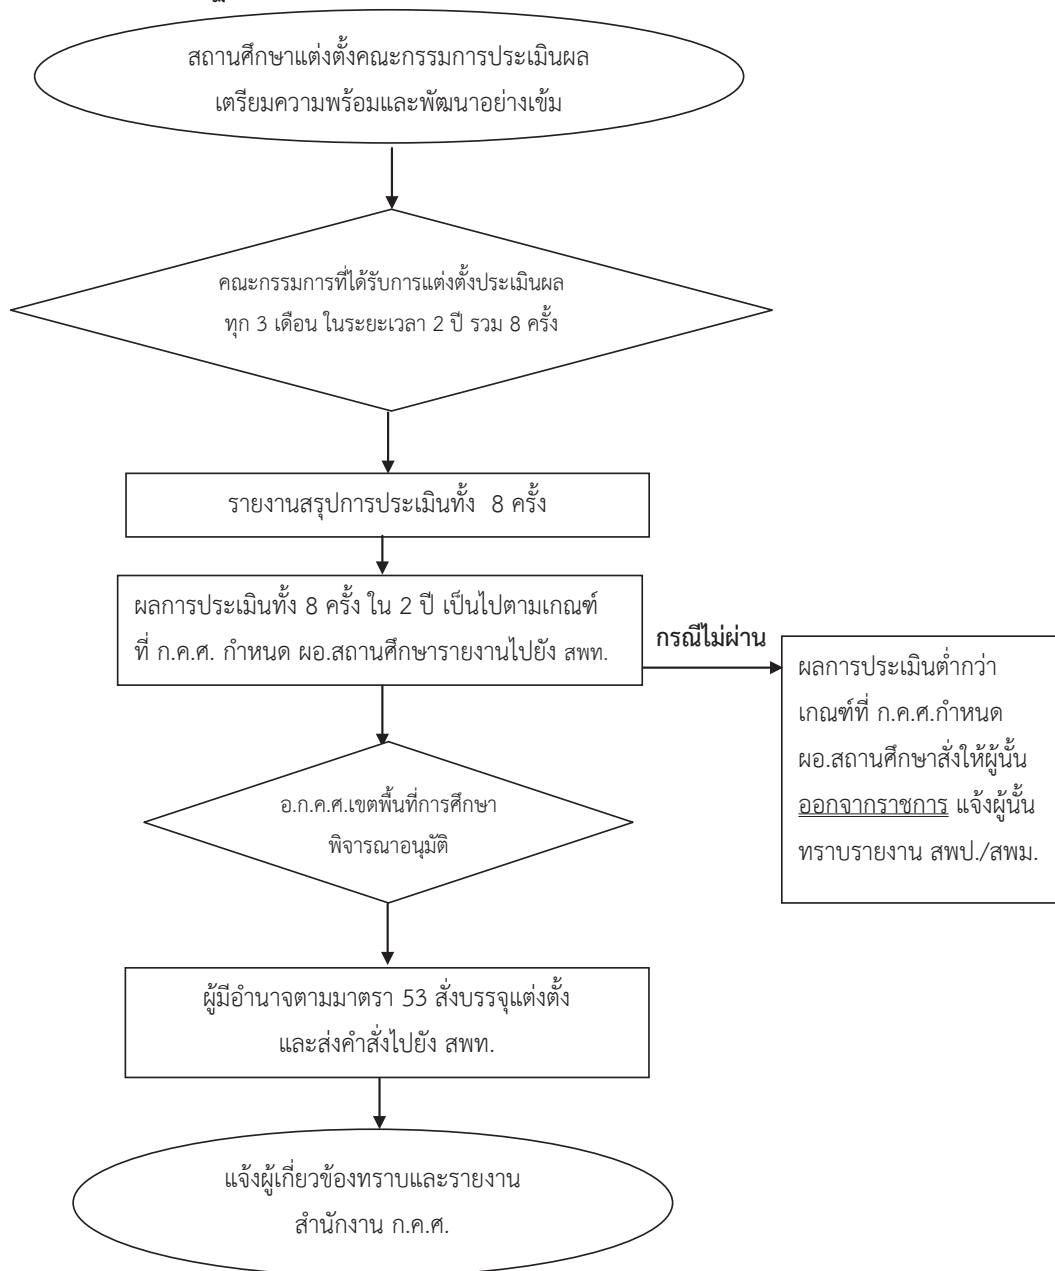 สถานศึกษาแต่งตั้งคณะกรรมการประเมินผล
เตรียมความพร้อมและพัฒนาอย่างเข้ม
คณะกรรมการที่ได้รับการแต่งตั้งประเมินผล
ทุก 3 เดือน ในระยะเวลา 2 ปี รวม 8 ครั้ง
รายงานสรุปการประเมินทั้ง 8 ครั้ง
ผลการประเมินทั้ง 8 ครั้ง ใน 2 ปี เป็นไปตามเกณฑ์
ที่ ก.ค.ศ. กำหนด ผอ.สถานศึกษารายงานไปยัง สพท.
กรณีไม่ผ่าน
ผลการประเมินต่ำกว่า
เกณฑ์ที่ ก.ค.ศ.กำหนด
ผอ.สถานศึกษาสั่งให้ผู้นั้น
ออกจากราชการ แจ้งผู้นั้น
ทราบรายงาน สพป./สพม.
อ.ก.ค.ศ.เขตพื้นที่การศึกษา
พิจารณาอนุมัติ
ผู้มีอำนาจตามมาตรา 53 สั่งบรรจุแต่งตั้ง
และส่งคำสั่งไปยัง สพท.
แจ้งผู้เกี่ยวข้องทราบและรายงาน
สำนักงาน ก.ค.ศ.